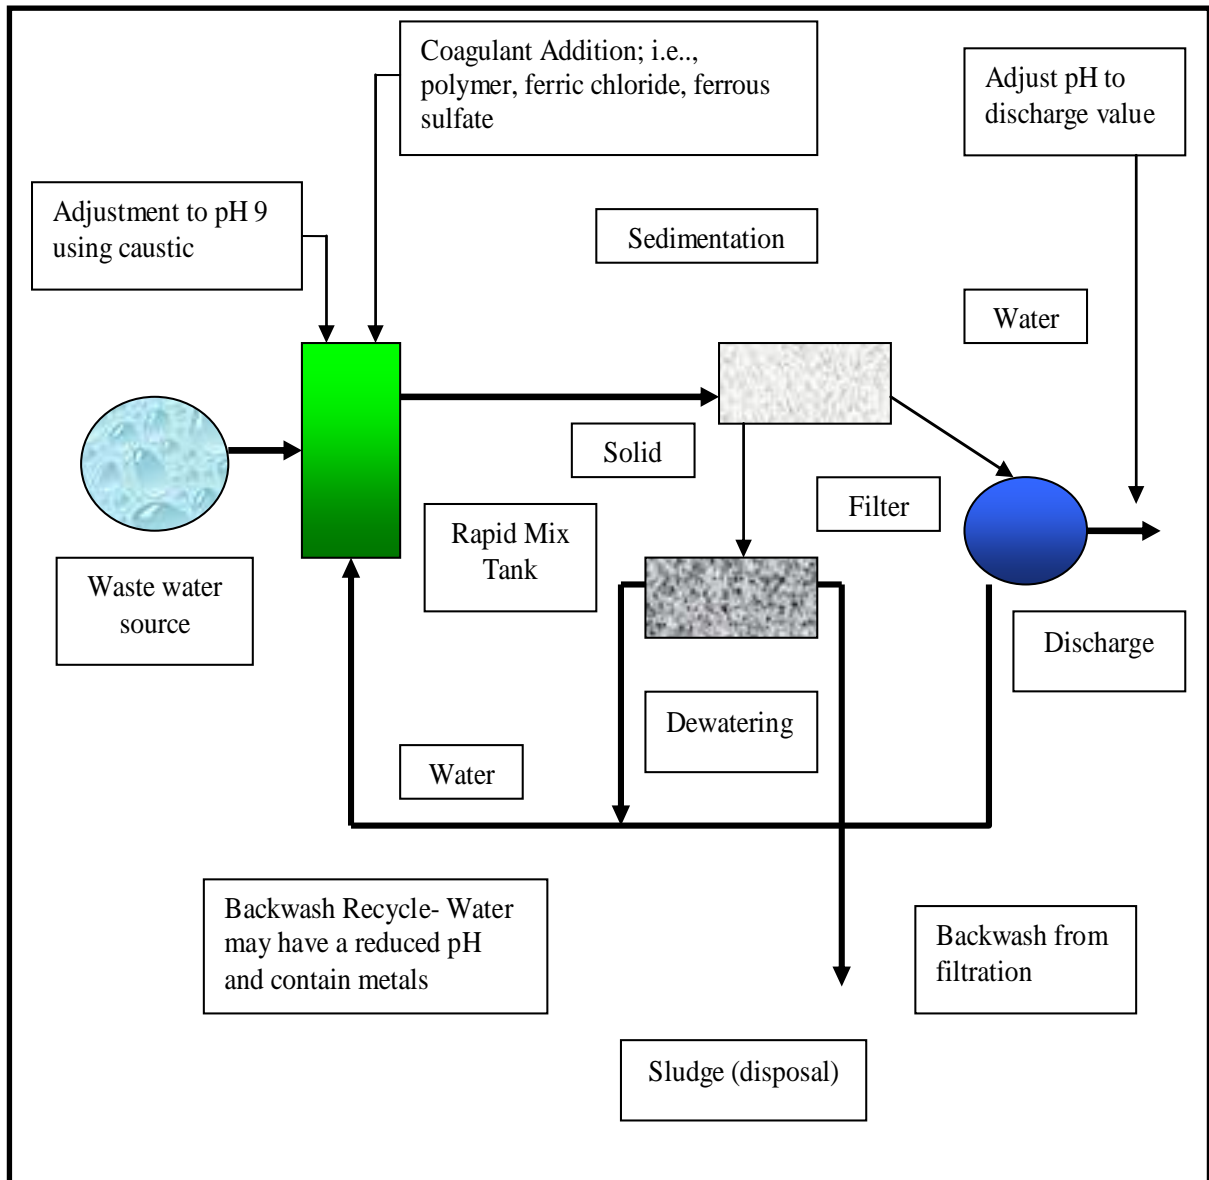 Coagulant Addition; i.e..,
polymer, ferric chloride, ferrous
sulfate
Adjust pH to
discharge value
Adjustment to pH 9
using caustic
Sedimentation
Water
Solid
Filter
Rapid Mix
Tank
Waste water
source
Discharge
Dewatering
Water
Backwash Recycle- Water
may have a reduced pH
and contain metals
Backwash from
filtration
Sludge (disposal)